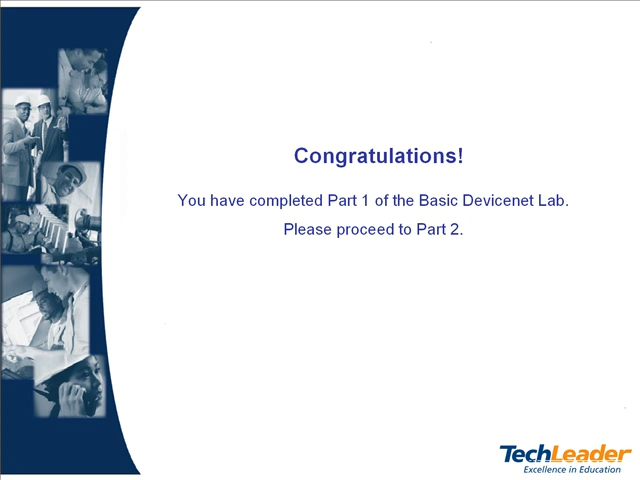 Congratulations!
You have completed Part 1 of the Basic Devicenet Lab.
Please proceed to Part 2.
TechLeader
Excellence in Education